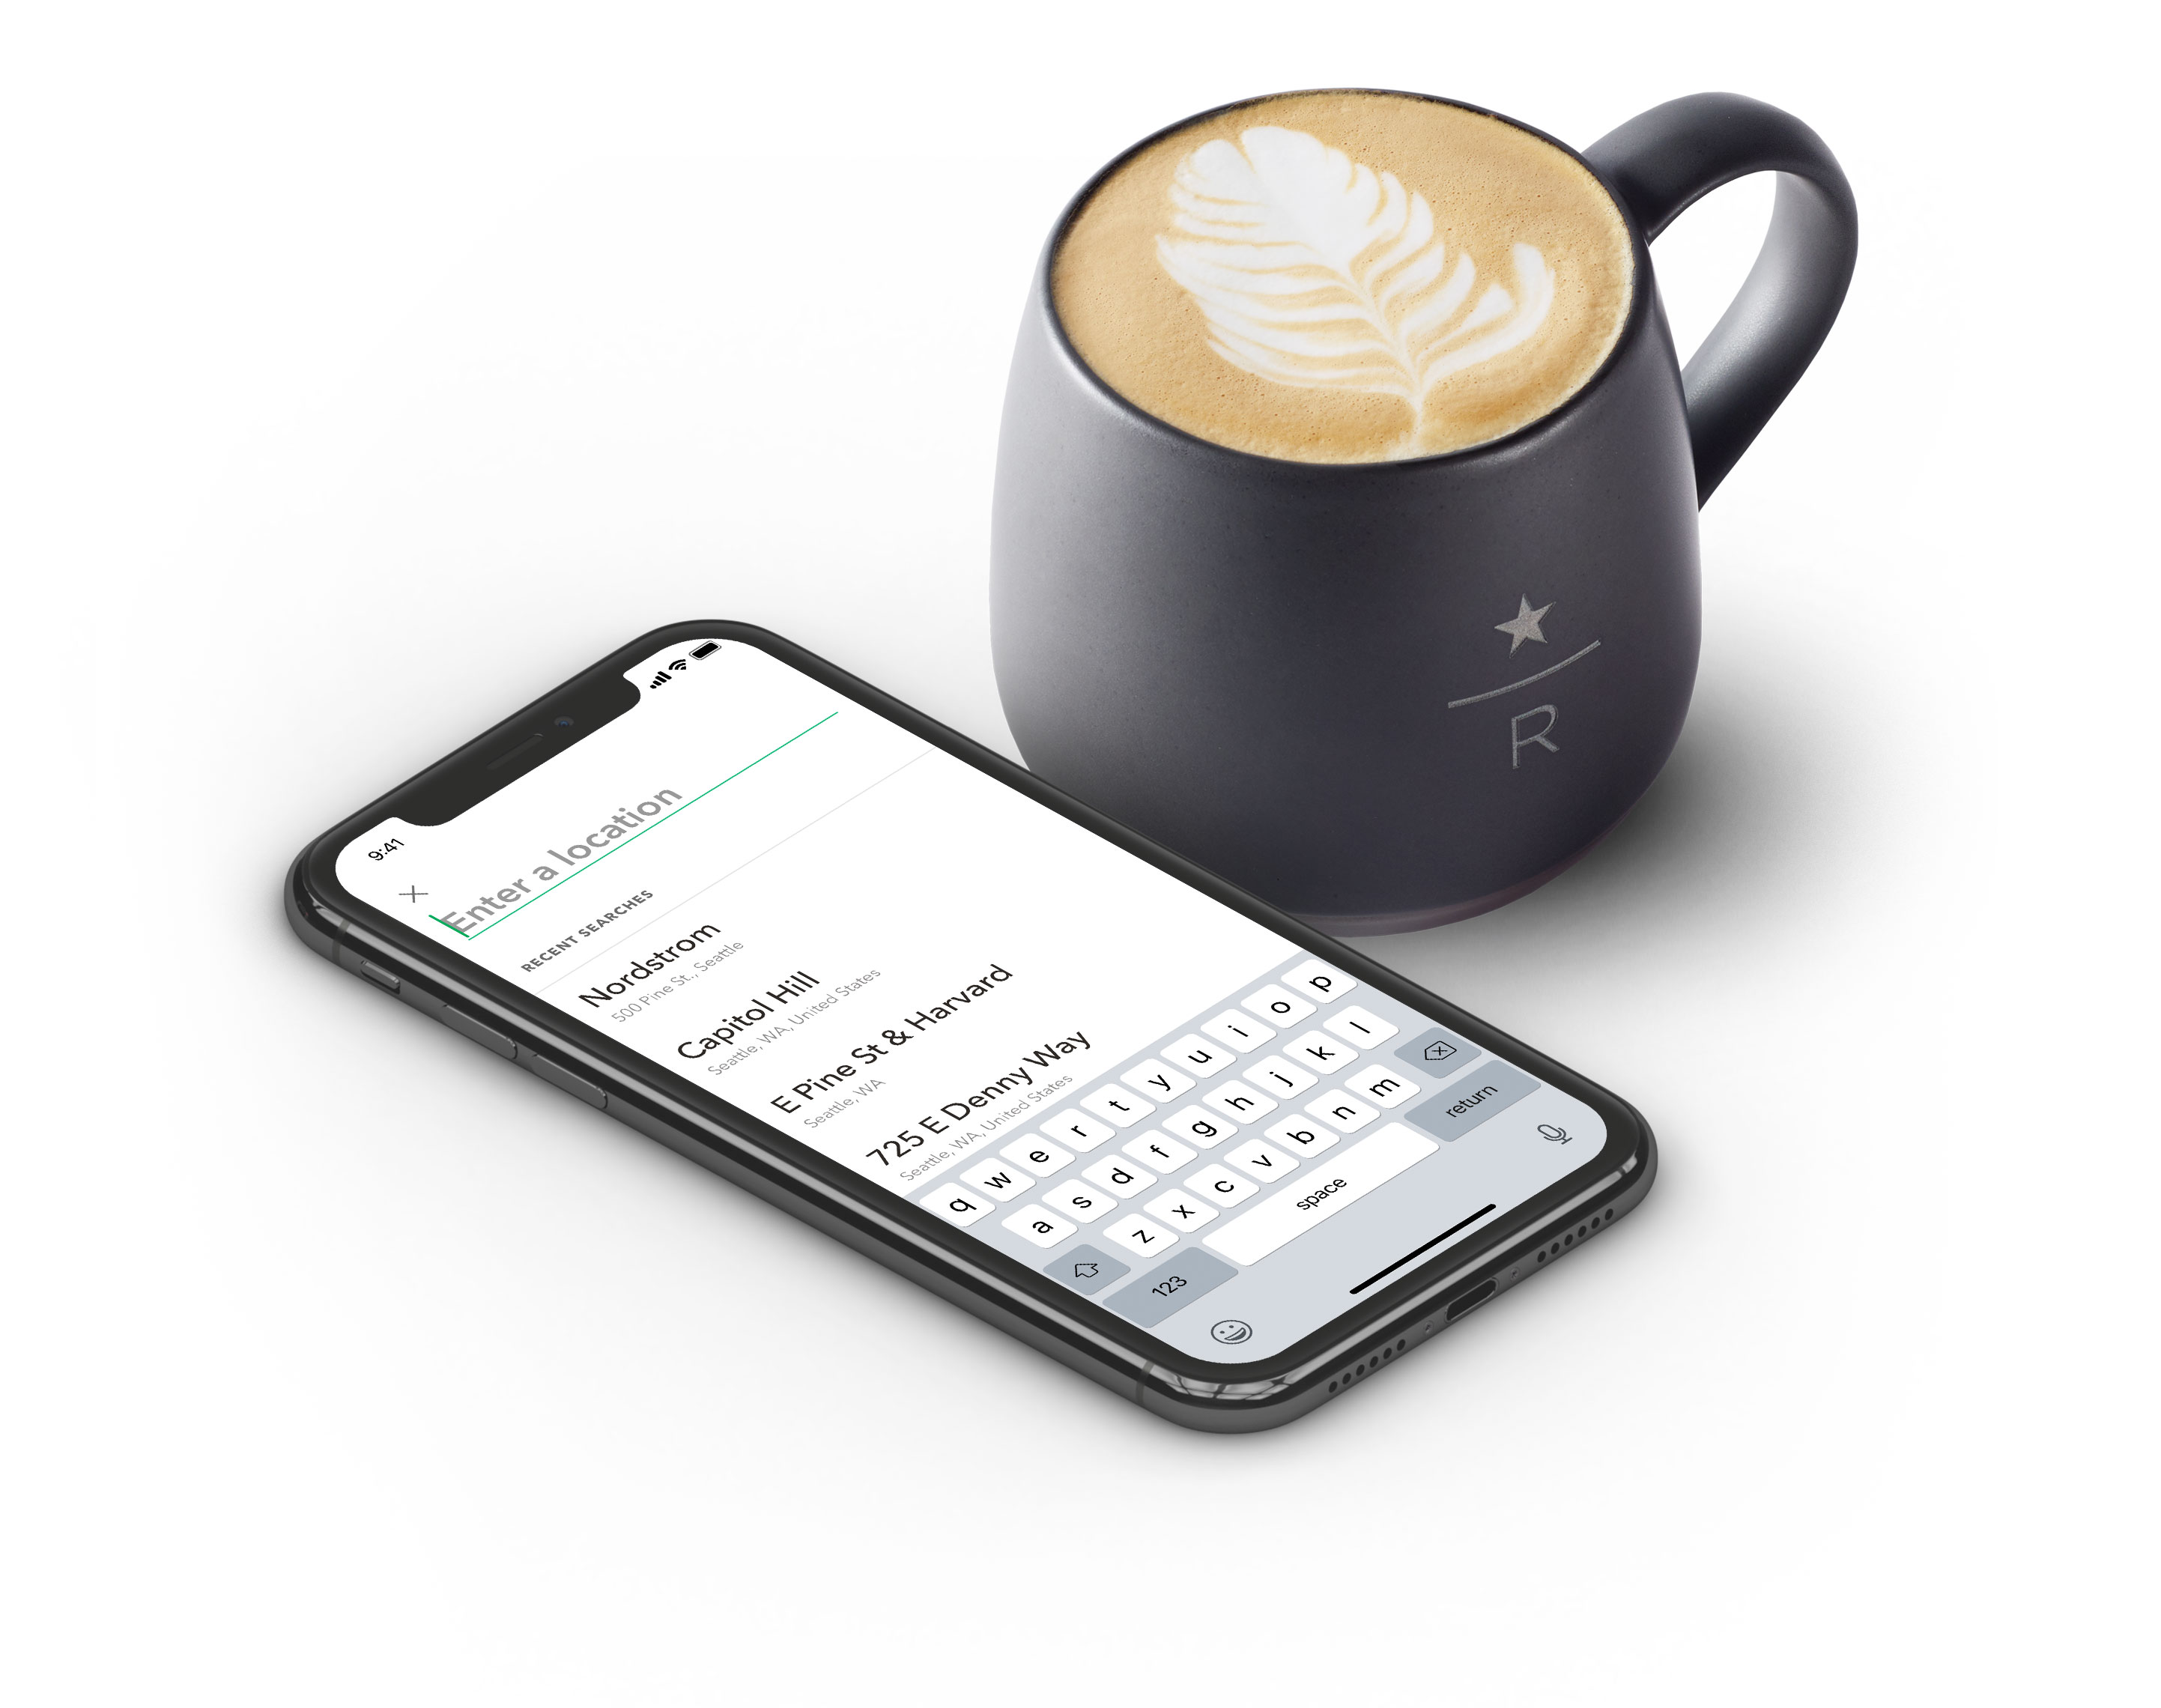 9:41
Enter a location
RECENT SEARCHES
Nordstrom
500 Pine St., Seattle
Capitol Hill
Seattle, WA, United States
E Pine St & Harvard
Seattle, WA
725 E Denny Way
Seattle, WA, United States
q w e r t y u i o p
a s d f g h j k l
z x c v b n m
123 space return
R